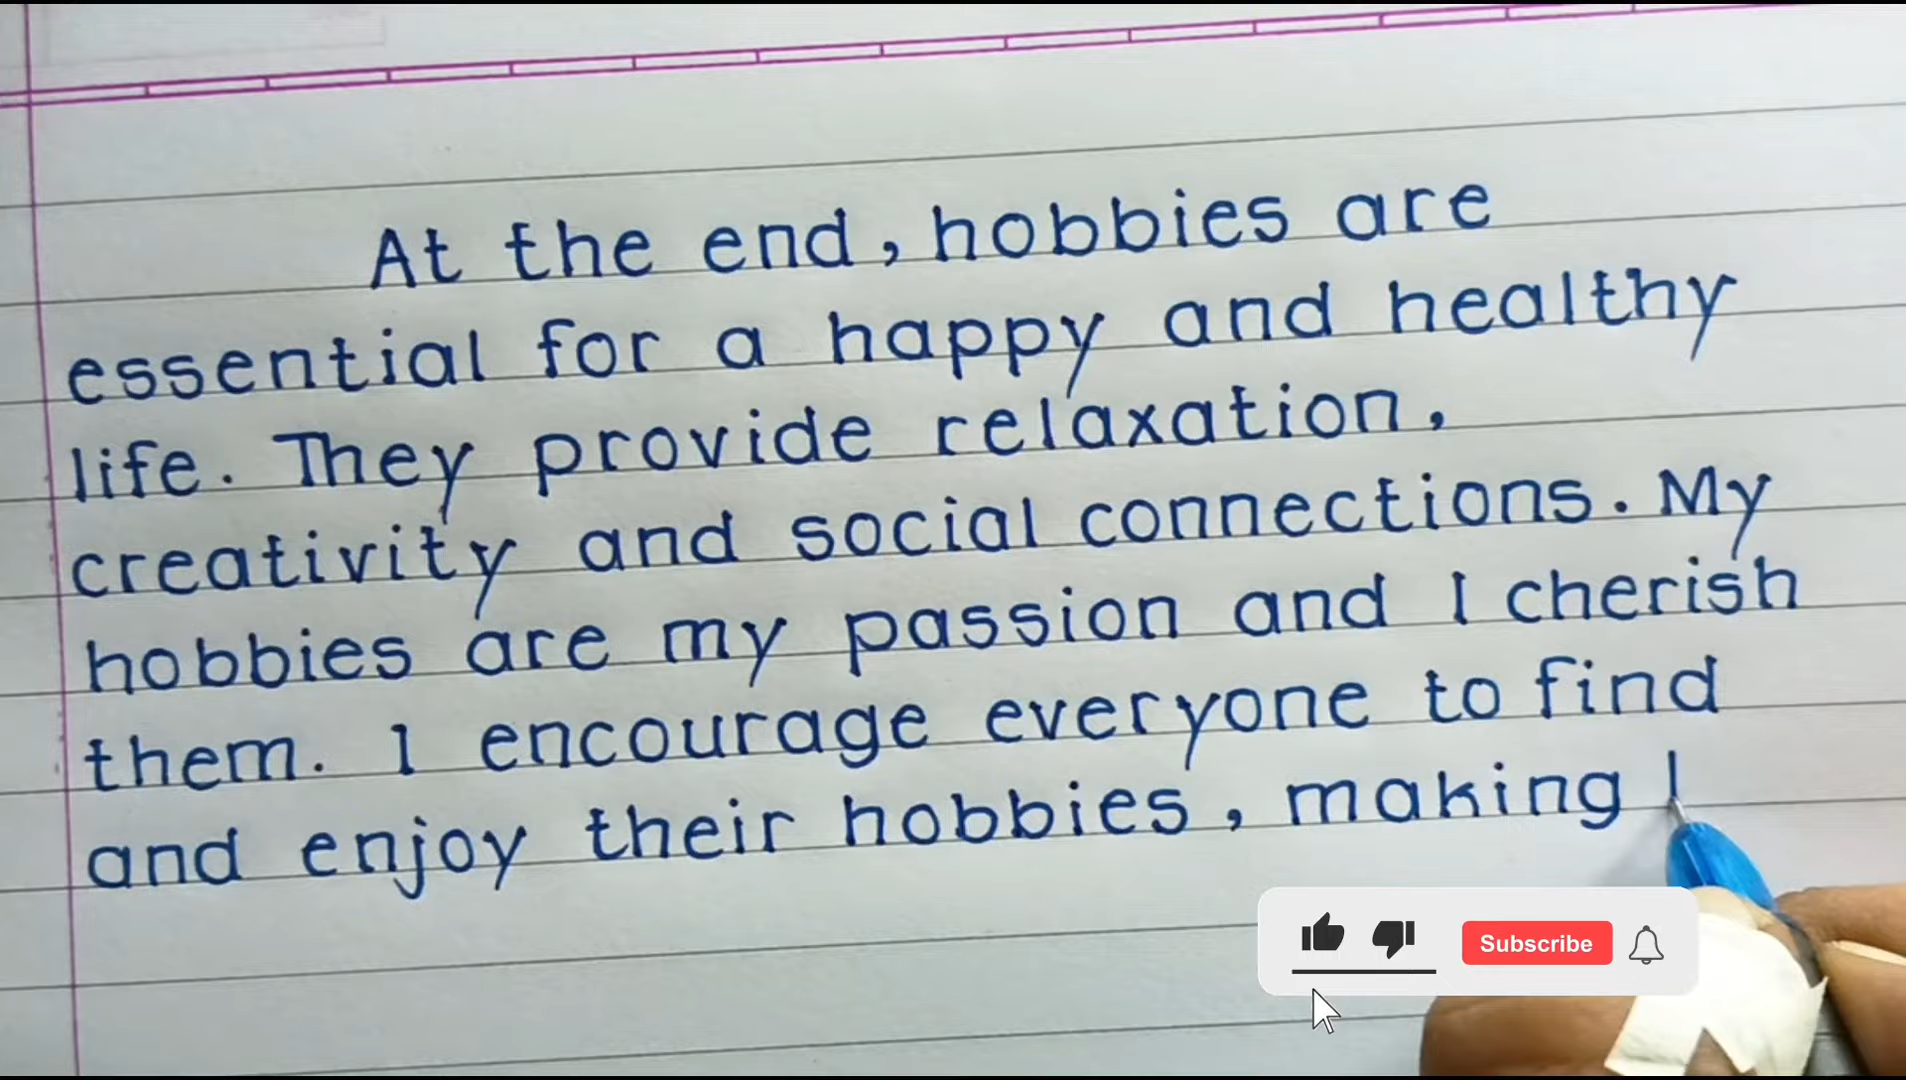 At the end, hobbies are
essential for a happy and healthy
life. They provide relaxation,
creativity and social connections. My
hobbies are my passion and I cherish
them. I encourage everyone to find
and enjoy their hobbies, making l
Subscribe